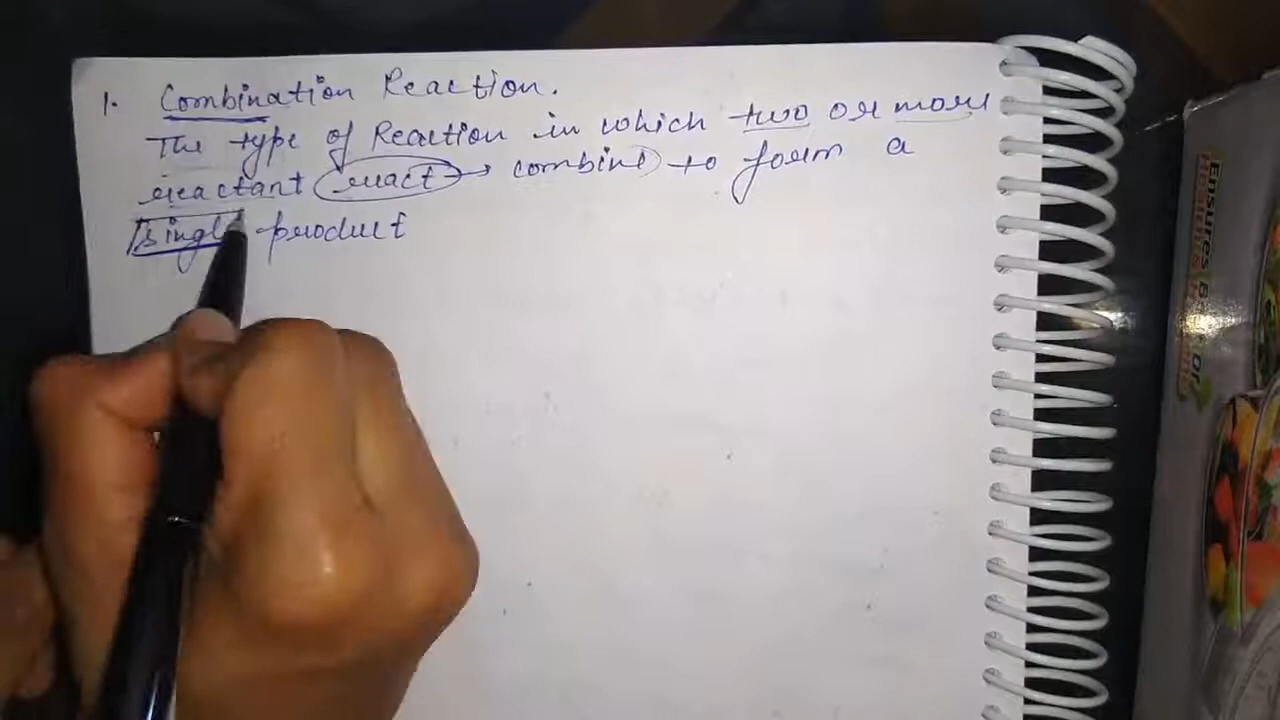 1. Combination Reaction.
The type of Reaction in which two or more
reactant react → combine to form a
single product
Ensures